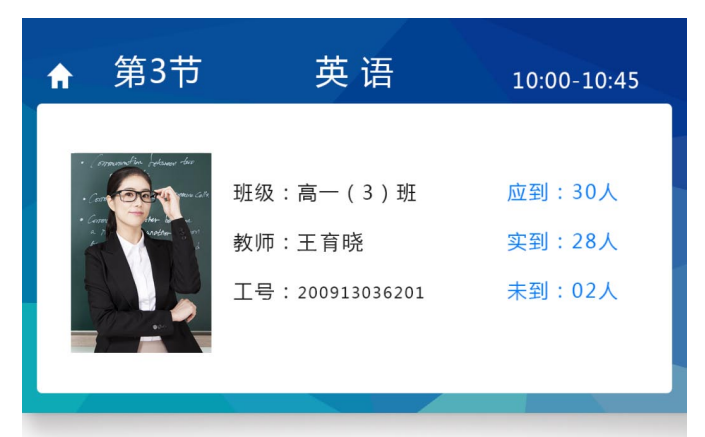 第3节
英语
10:00-10:45
班级：高一（3）班
应到：30人
教师：王育晓
实到：28人
工号：200913036201
未到：02人